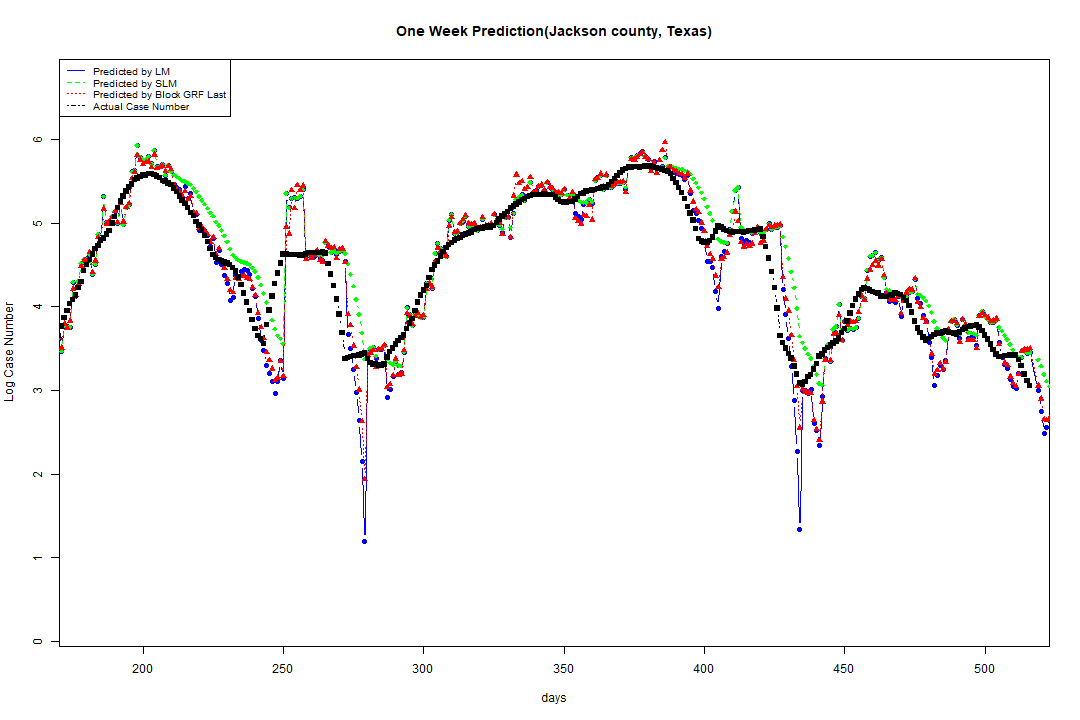 One Week Prediction(Jackson county, Texas)
Predicted by LM
Predicted by SLM
Predicted by Block GRF Last
Actual Case Number
6
5
4
3
2
1
0
Log Case Number
200 250 300 350 400 450 500
days